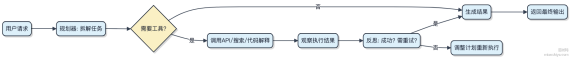 用户请求
规划器: 拆解任务
需要工具?
否
是
调用API/搜索/代码解释
观察执行结果
反思: 成功? 需重试?
是
否
生成结果
返回最终输出
调整计划重新执行